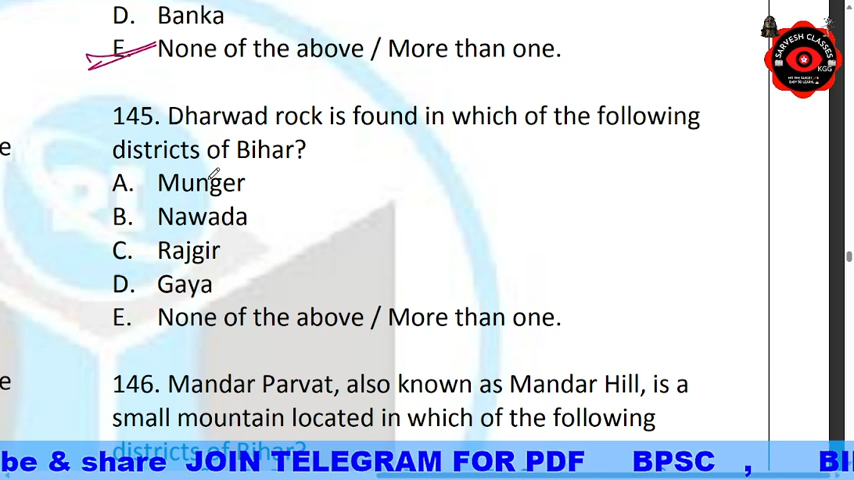 D. Banka
E. None of the above / More than one.
SARVESH CLASSES
KGG
e
145. Dharwad rock is found in which of the following
districts of Bihar?
A. Munger
B. Nawada
C. Rajgir
D. Gaya
E. None of the above / More than one.
e
146. Mandar Parvat, also known as Mandar Hill, is a
small mountain located in which of the following
districts of Bihar?
be & share JOIN TELEGRAM FOR PDF BPSC , BI